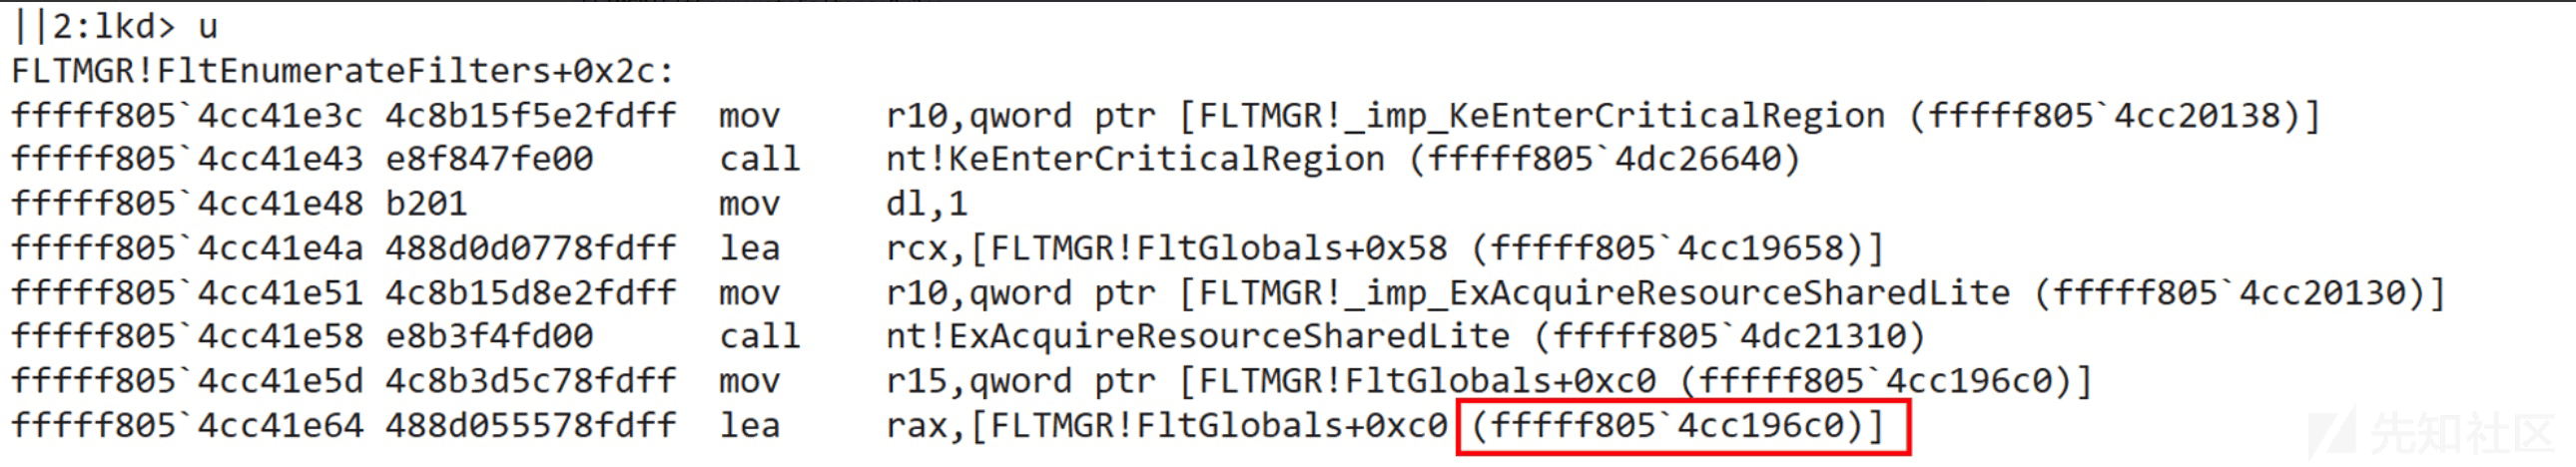 ||2:lkd> u
FLTMGR!FltEnumerateFilters+0x2c:
fffff805`4cc41e3c 4c8b15f5e2fdff  mov     r10,qword ptr [FLTMGR!_imp_KeEnterCriticalRegion (fffff805`4cc20138)]
fffff805`4cc41e43 e8f847fe00      call    nt!KeEnterCriticalRegion (fffff805`4dc26640)
fffff805`4cc41e48 b201            mov     dl,1
fffff805`4cc41e4a 488d0d0778fdff  lea     rcx,[FLTMGR!FltGlobals+0x58 (fffff805`4cc19658)]
fffff805`4cc41e51 4c8b15d8e2fdff  mov     r10,qword ptr [FLTMGR!_imp_ExAcquireResourceSharedLite (fffff805`4cc20130)]
fffff805`4cc41e58 e8b3f4fd00      call    nt!ExAcquireResourceSharedLite (fffff805`4dc21310)
fffff805`4cc41e5d 4c8b3d5c78fdff  mov     r15,qword ptr [FLTMGR!FltGlobals+0xc0 (fffff805`4cc196c0)]
fffff805`4cc41e64 488d055578fdff  lea     rax,[FLTMGR!FltGlobals+0xc0 (fffff805`4cc196c0)]
先知社区